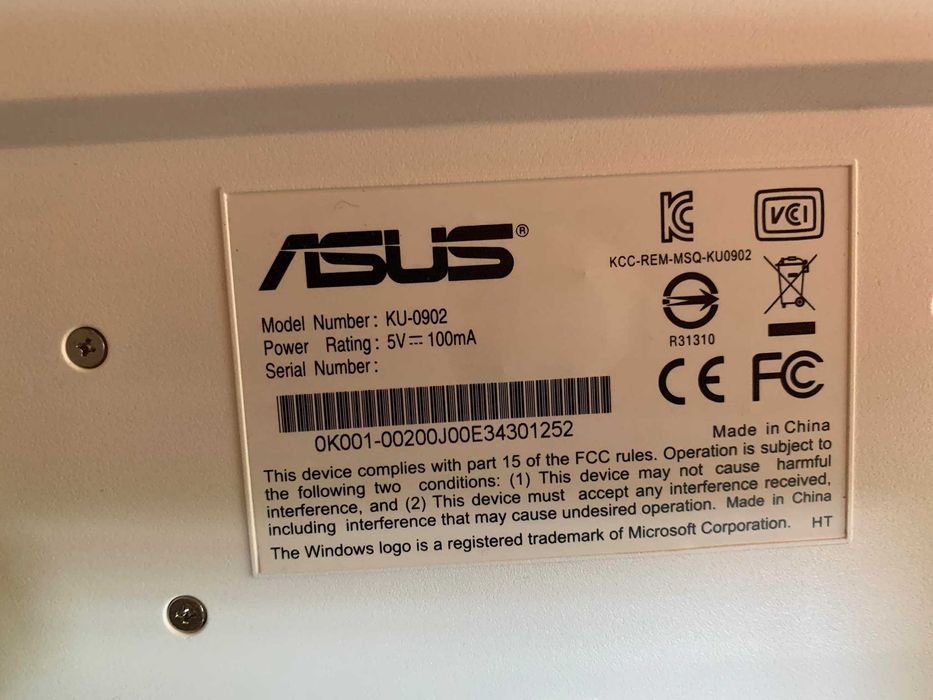 ASUS®
Model Number: KU-0902
Power Rating: 5V⎓100mA
Serial Number:
0K001-00200J00E34301252
KC
VCI
KCC-REM-MSQ-KU0902
R31310
CE FC
Made in China
This device complies with part 15 of the FCC rules. Operation is subject to
the following two conditions: (1) This device may not cause harmful
interference, and (2) This device must accept any interference received,
including interference that may cause undesired operation. Made in China
The Windows logo is a registered trademark of Microsoft Corporation. HT